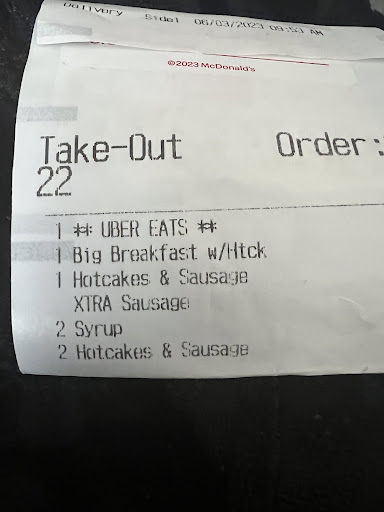 Delivery Side1 06/03/2023 09:53 AM
©2023 McDonald's
Take-Out Order:
22
1 ** UBER EATS **
1 Big Breakfast w/Htck
1 Hotcakes & Sausage
XTRA Sausage
2 Syrup
2 Hotcakes & Sausage